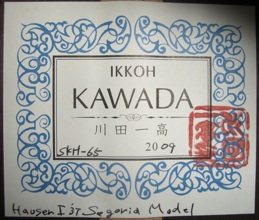 IKKOH
KAWADA
川田一高
SKH-65 2009
Hauser I 37 Segovia Model